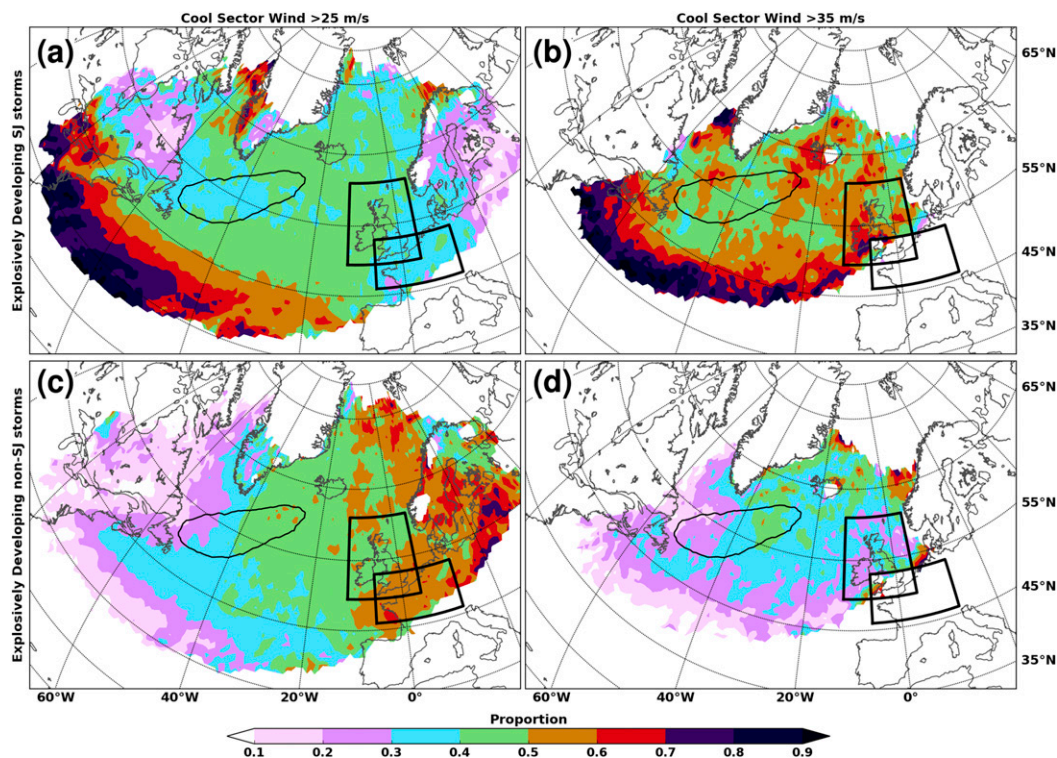 Cool Sector Wind >25 m/s
Cool Sector Wind >35 m/s
Explosively Developing SJ storms
(a)
(b)
65°N
55°N
45°N
35°N
Explosively Developing non-SJ storms
(c)
(d)
65°N
55°N
45°N
35°N
60°W 40°W 20°W 0° 60°W 40°W 20°W 0°
Proportion
0.1 0.2 0.3 0.4 0.5 0.6 0.7 0.8 0.9